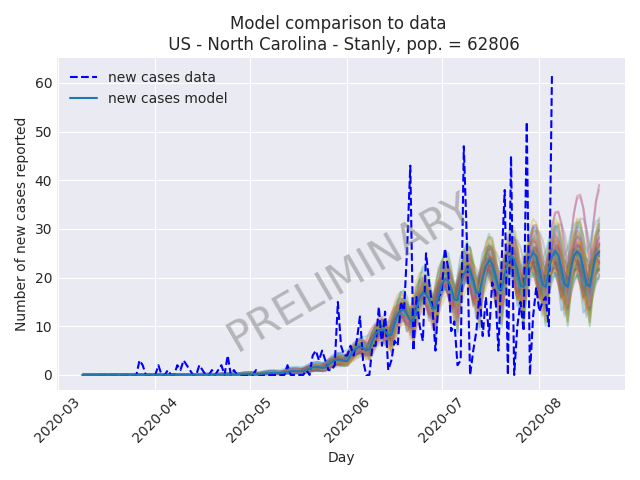 Model comparison to data
US - North Carolina - Stanly, pop. = 62806
new cases data
new cases model
Number of new cases reported
60
50
40
30
20
10
0
PRELIMINARY
2020-03
2020-04
2020-05
2020-06
2020-07
2020-08
Day